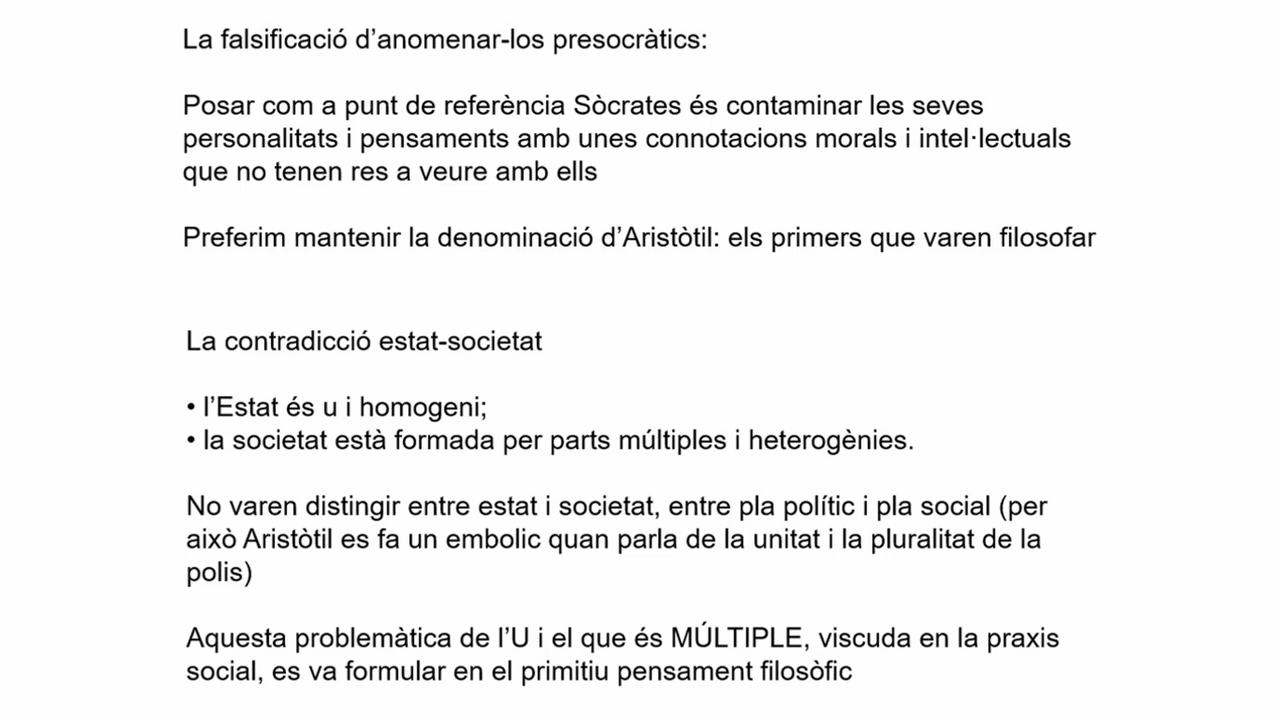 La falsificació d’anomenar-los presocràtics:
Posar com a punt de referència Sòcrates és contaminar les seves
personalitats i pensaments amb unes connotacions morals i intel·lectuals
que no tenen res a veure amb ells
Preferim mantenir la denominació d’Aristòtil: els primers que varen filosofar
La contradicció estat-societat
• l’Estat és u i homogeni;
• la societat està formada per parts múltiples i heterogènies.
No varen distingir entre estat i societat, entre pla polític i pla social (per
això Aristòtil es fa un embolic quan parla de la unitat i la pluralitat de la
polis)
Aquesta problemàtica de l’U i el que és MÚLTIPLE, viscuda en la praxis
social, es va formular en el primitiu pensament filosòfic